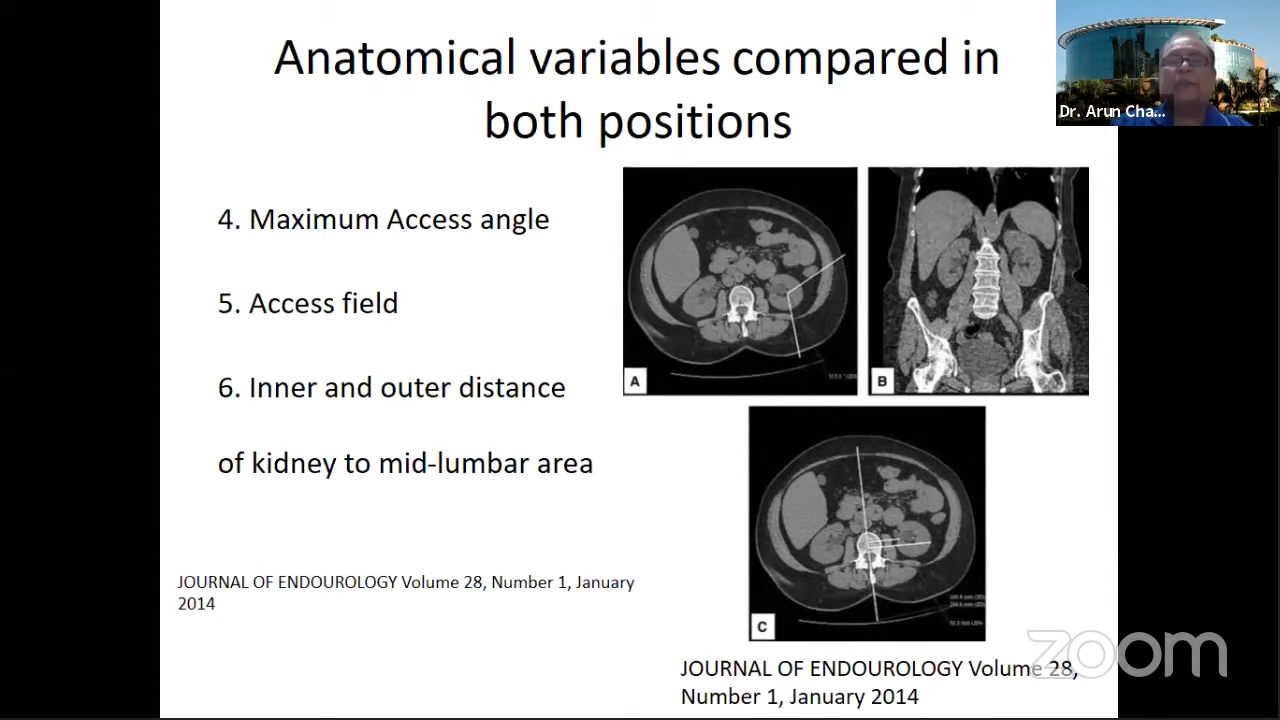 Anatomical variables compared in
both positions
Dr. Arun Cha...
4. Maximum Access angle
5. Access field
6. Inner and outer distance
of kidney to mid-lumbar area
A
B
C
JOURNAL OF ENDOUROLOGY Volume 28, Number 1, January
2014
JOURNAL OF ENDOUROLOGY Volume 28,
Number 1, January 2014
zoom